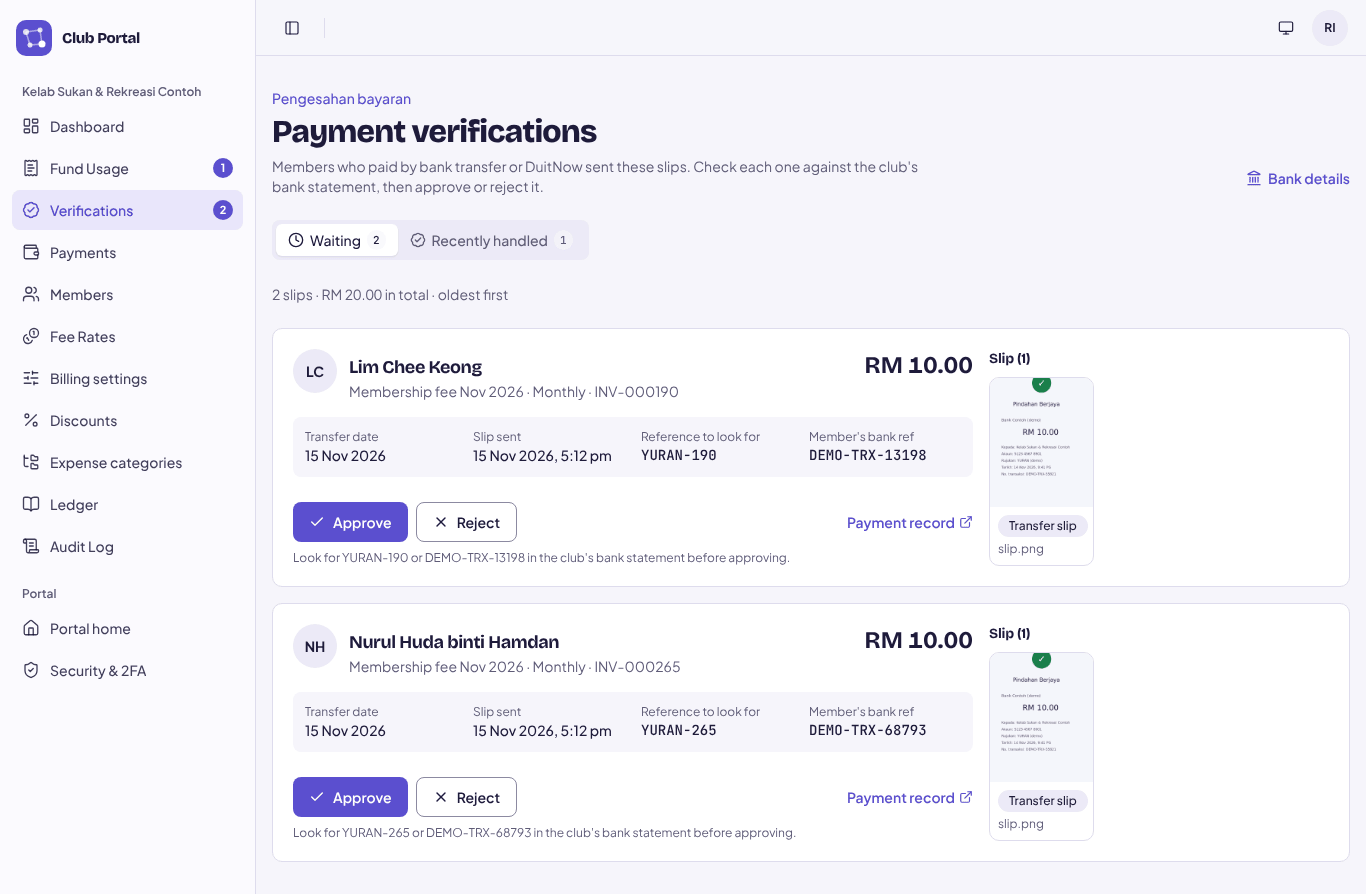 Club Portal
RI
Kelab Sukan & Rekreasi Contoh
Dashboard
Fund Usage 1
Verifications 2
Payments
Members
Fee Rates
Billing settings
Discounts
Expense categories
Ledger
Audit Log
Portal
Portal home
Security & 2FA
Pengesahan bayaran
Payment verifications
Members who paid by bank transfer or DuitNow sent these slips. Check each one against the club's
bank statement, then approve or reject it.
Bank details
Waiting 2 Recently handled 1
2 slips · RM 20.00 in total · oldest first
LC Lim Chee Keong RM 10.00
Membership fee Nov 2026 · Monthly · INV-000190
Transfer date Slip sent Reference to look for Member's bank ref
15 Nov 2026 15 Nov 2026, 5:12 pm YURAN-190 DEMO-TRX-13198
Approve Reject Payment record
Look for YURAN-190 or DEMO-TRX-13198 in the club's bank statement before approving.
Slip (1)
Pindahan Berjaya
Bank Contoh (demo)
RM 10.00
Transfer slip
slip.png
NH Nurul Huda binti Hamdan RM 10.00
Membership fee Nov 2026 · Monthly · INV-000265
Transfer date Slip sent Reference to look for Member's bank ref
15 Nov 2026 15 Nov 2026, 5:12 pm YURAN-265 DEMO-TRX-68793
Approve Reject Payment record
Look for YURAN-265 or DEMO-TRX-68793 in the club's bank statement before approving.
Slip (1)
Pindahan Berjaya
Bank Contoh (demo)
RM 10.00
Transfer slip
slip.png